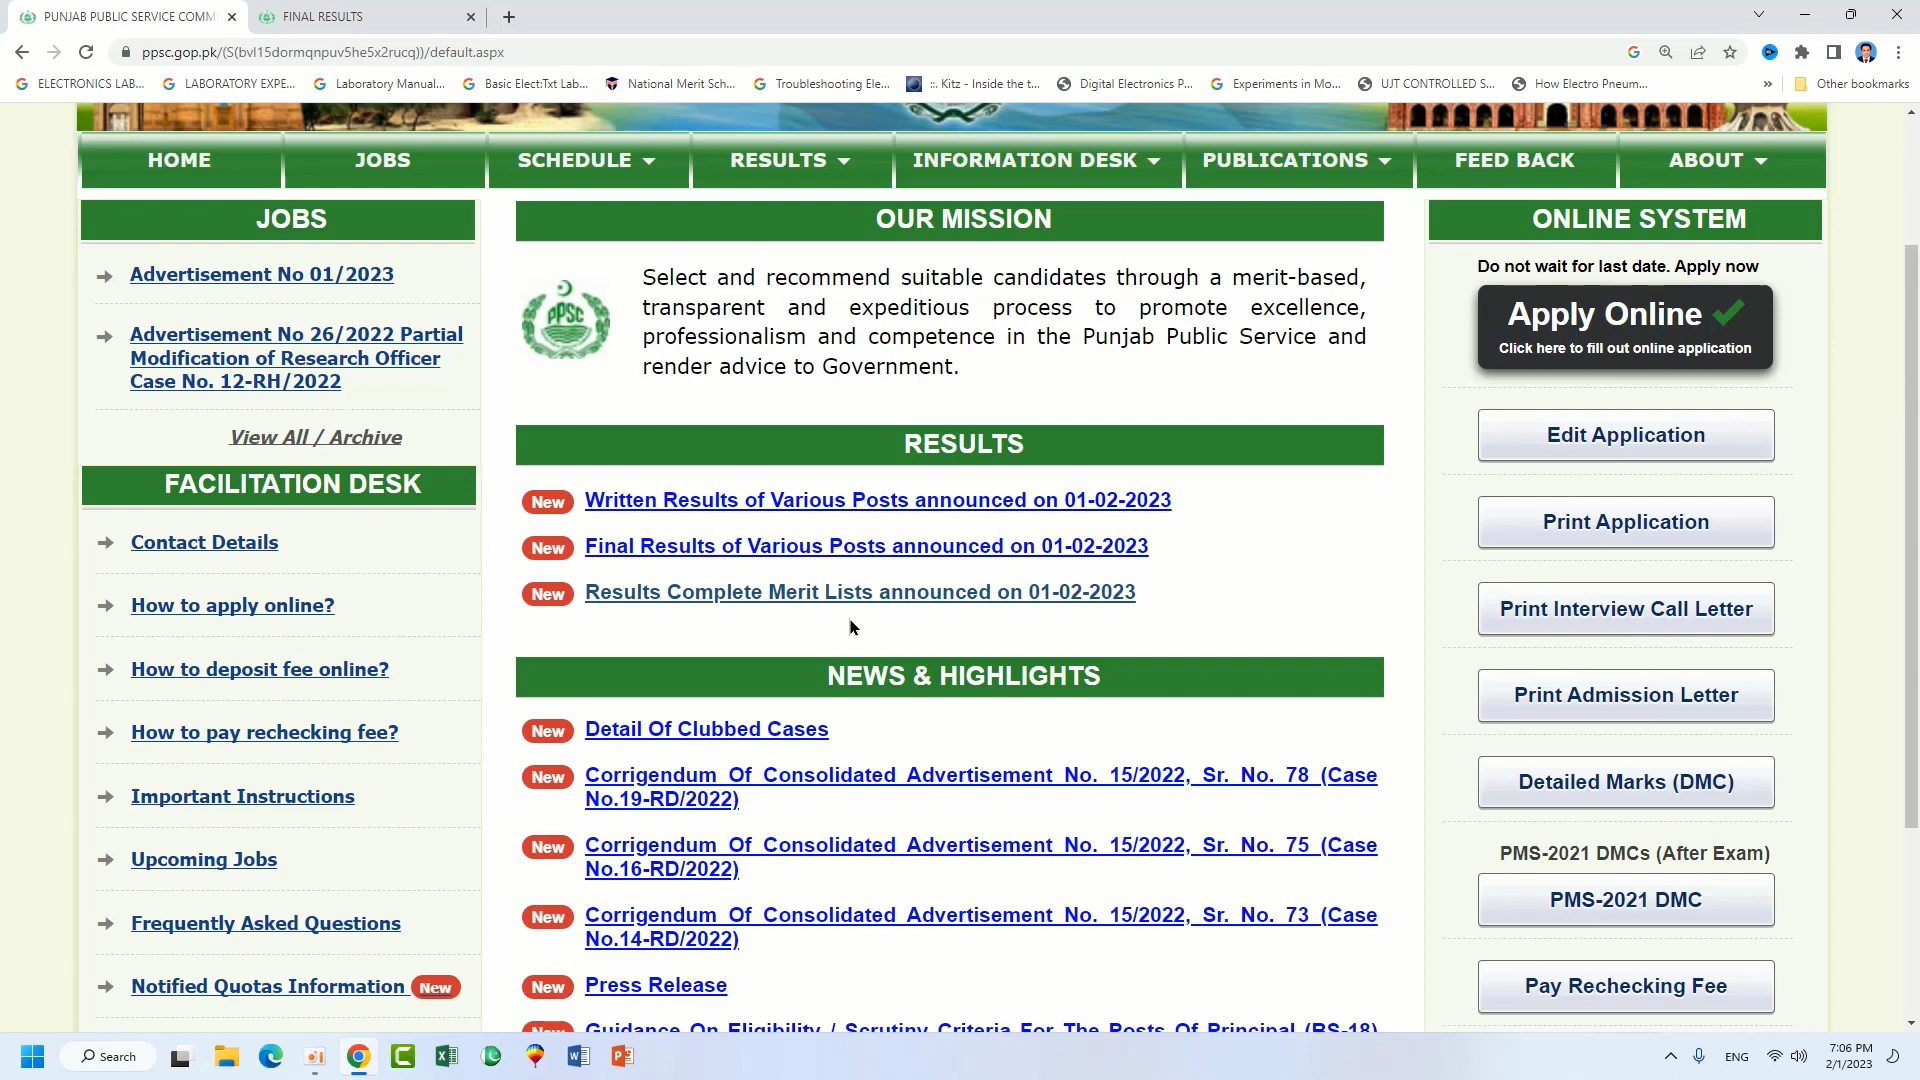 PUNJAB PUBLIC SERVICE COMM
FINAL RESULTS
ppsc.gop.pk/(S(bvl15dormqnpuv5he5x2rucq))/default.aspx
ELECTRONICS LAB...
LABORATORY EXPE...
Laboratory Manual...
Basic Elect:Txt Lab...
National Merit Sch...
Troubleshooting Ele...
:. Kitz - Inside the t...
Digital Electronics P...
Experiments in Mo...
UJT CONTROLLED S...
How Electro Pneum...
»
Other bookmarks
HOME
JOBS
SCHEDULE
RESULTS
INFORMATION DESK
PUBLICATIONS
FEED BACK
ABOUT
JOBS
Advertisement No 01/2023
Advertisement No 26/2022 Partial
Modification of Research Officer
Case No. 12-RH/2022
View All / Archive
FACILITATION DESK
Contact Details
How to apply online?
How to deposit fee online?
How to pay rechecking fee?
Important Instructions
Upcoming Jobs
Frequently Asked Questions
Notified Quotas Information New
OUR MISSION
PPSC
Select and recommend suitable candidates through a merit-based,
transparent and expeditious process to promote excellence,
professionalism and competence in the Punjab Public Service and
render advice to Government.
RESULTS
New Written Results of Various Posts announced on 01-02-2023
New Final Results of Various Posts announced on 01-02-2023
New Results Complete Merit Lists announced on 01-02-2023
NEWS & HIGHLIGHTS
New Detail Of Clubbed Cases
New Corrigendum Of Consolidated Advertisement No. 15/2022, Sr. No. 78 (Case
No.19-RD/2022)
New Corrigendum Of Consolidated Advertisement No. 15/2022, Sr. No. 75 (Case
No.16-RD/2022)
New Corrigendum Of Consolidated Advertisement No. 15/2022, Sr. No. 73 (Case
No.14-RD/2022)
New Press Release
New Guidance On Eligibility / Scrutiny Criteria For The Posts Of Principal (BS-18)
ONLINE SYSTEM
Do not wait for last date. Apply now
Apply Online
Click here to fill out online application
Edit Application
Print Application
Print Interview Call Letter
Print Admission Letter
Detailed Marks (DMC)
PMS-2021 DMCs (After Exam)
PMS-2021 DMC
Pay Rechecking Fee
Search
ENG
7:06 PM
2/1/2023